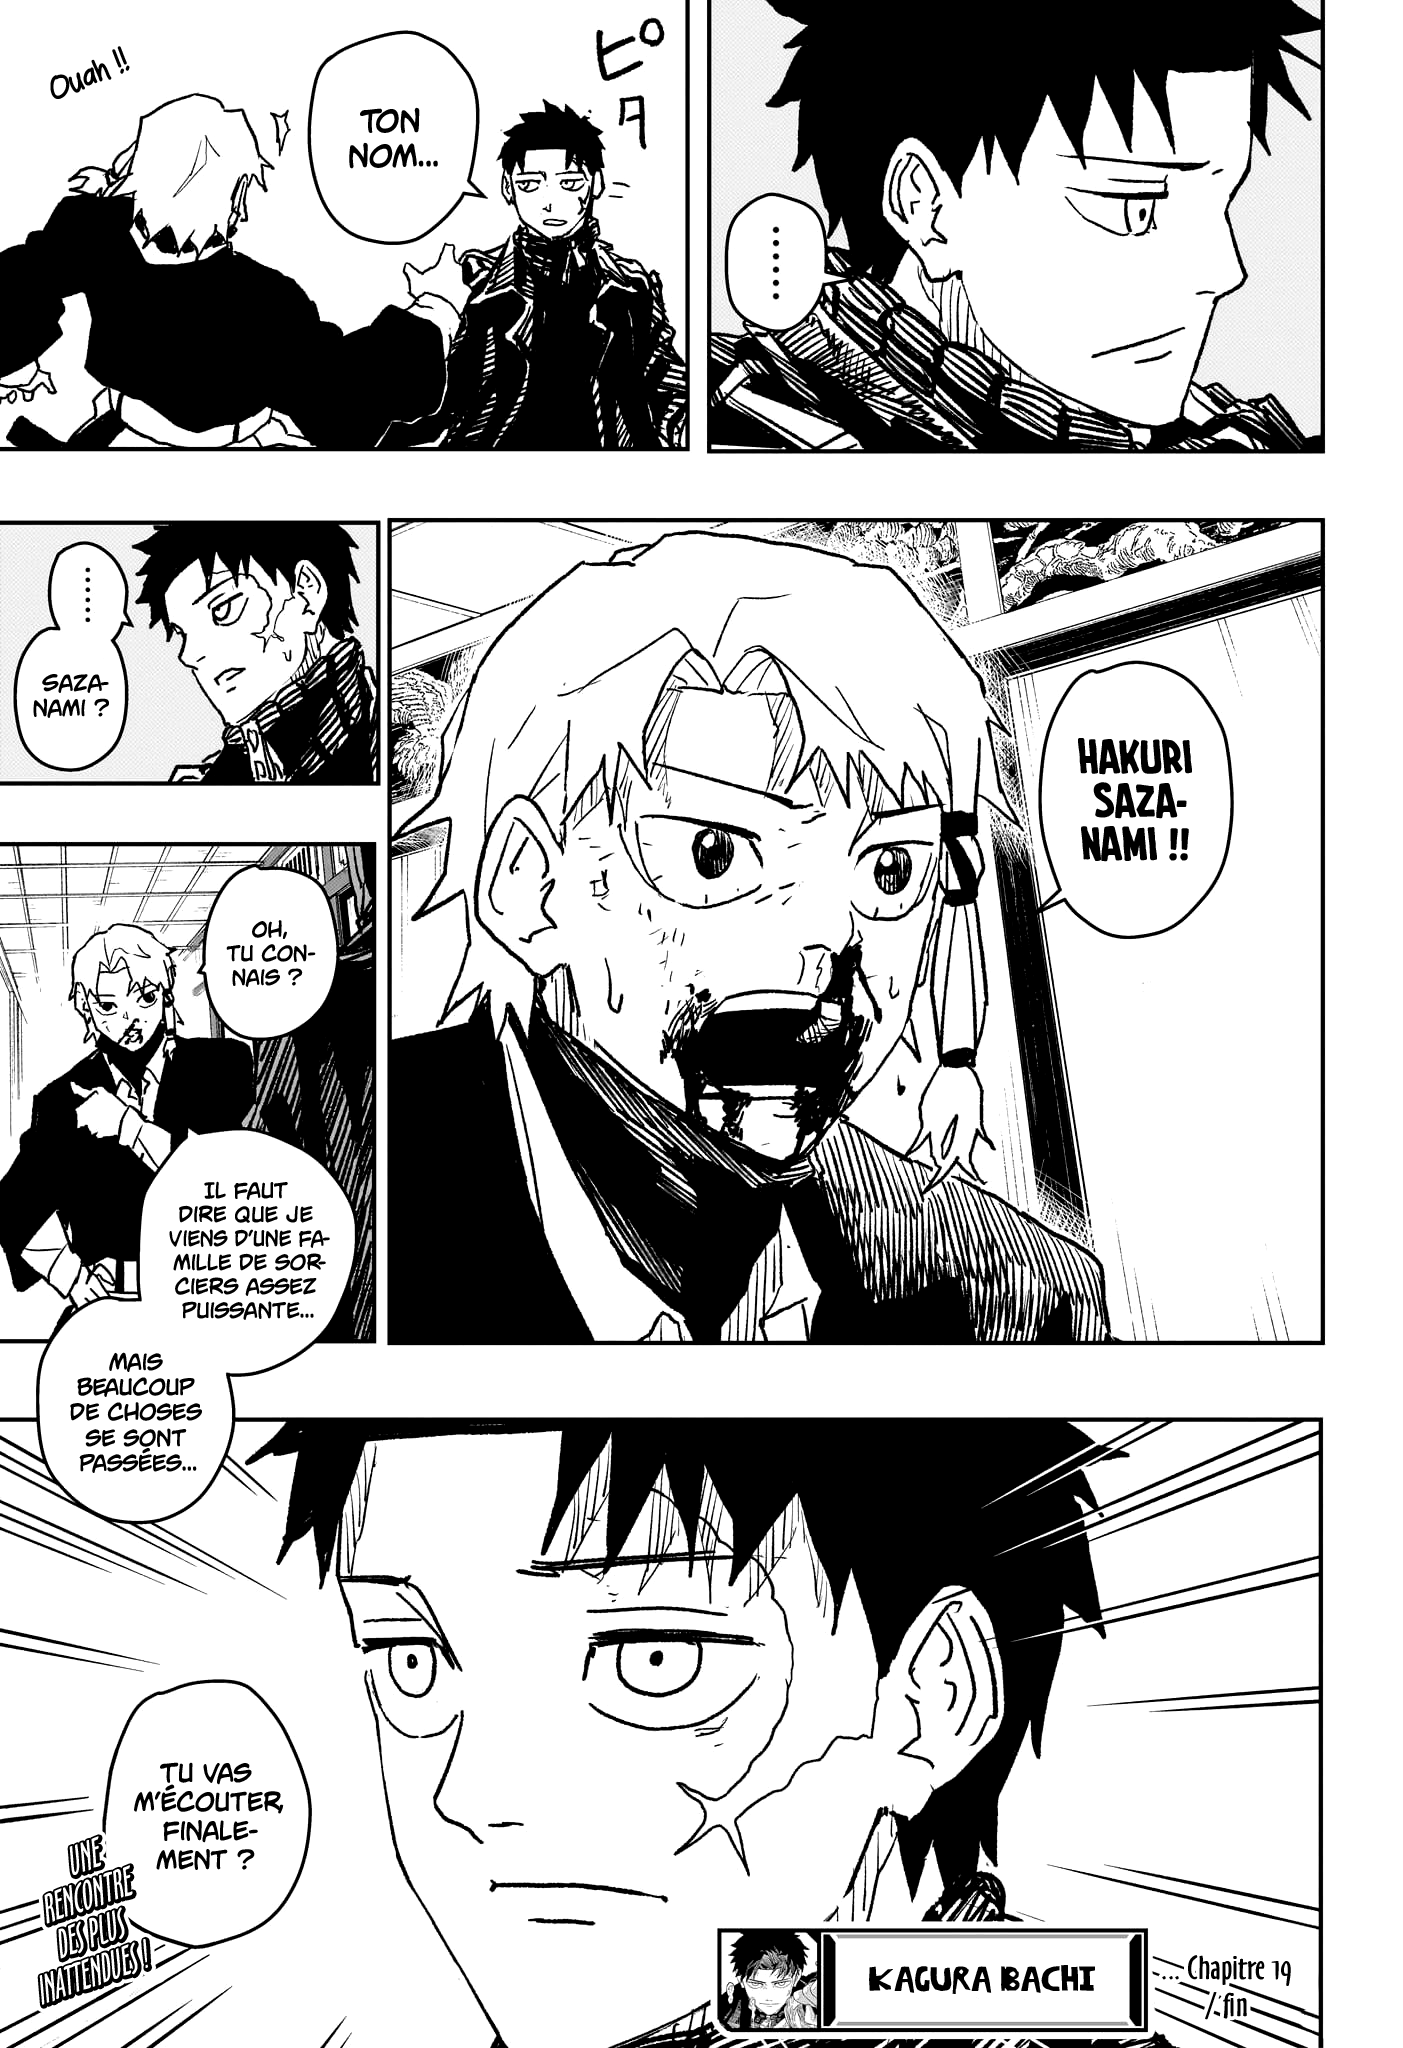 ......
TON
NOM...
ピタ
Ouah !!
HAKURI
SAZA-
NAMI !!
......
SAZA-
NAMI ?
OH,
TU CON-
NAIS ?
IL FAUT
DIRE QUE JE
VIENS D'UNE FA-
MILLE DE SOR-
CIERS ASSEZ
PUISSANTE...
MAIS
BEAUCOUP
DE CHOSES
SE SONT
PASSÉES...
TU VAS
M'ÉCOUTER,
FINALE-
MENT ?
UNE
RENCONTRE
DES PLUS
INATTENDUES !
KAGURA BACHI
... Chapitre 19
/ fin